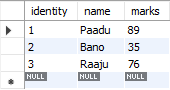 identity name marks
1 Paadu 89
2 Bano 35
3 Raaju 76
NULL NULL NULL